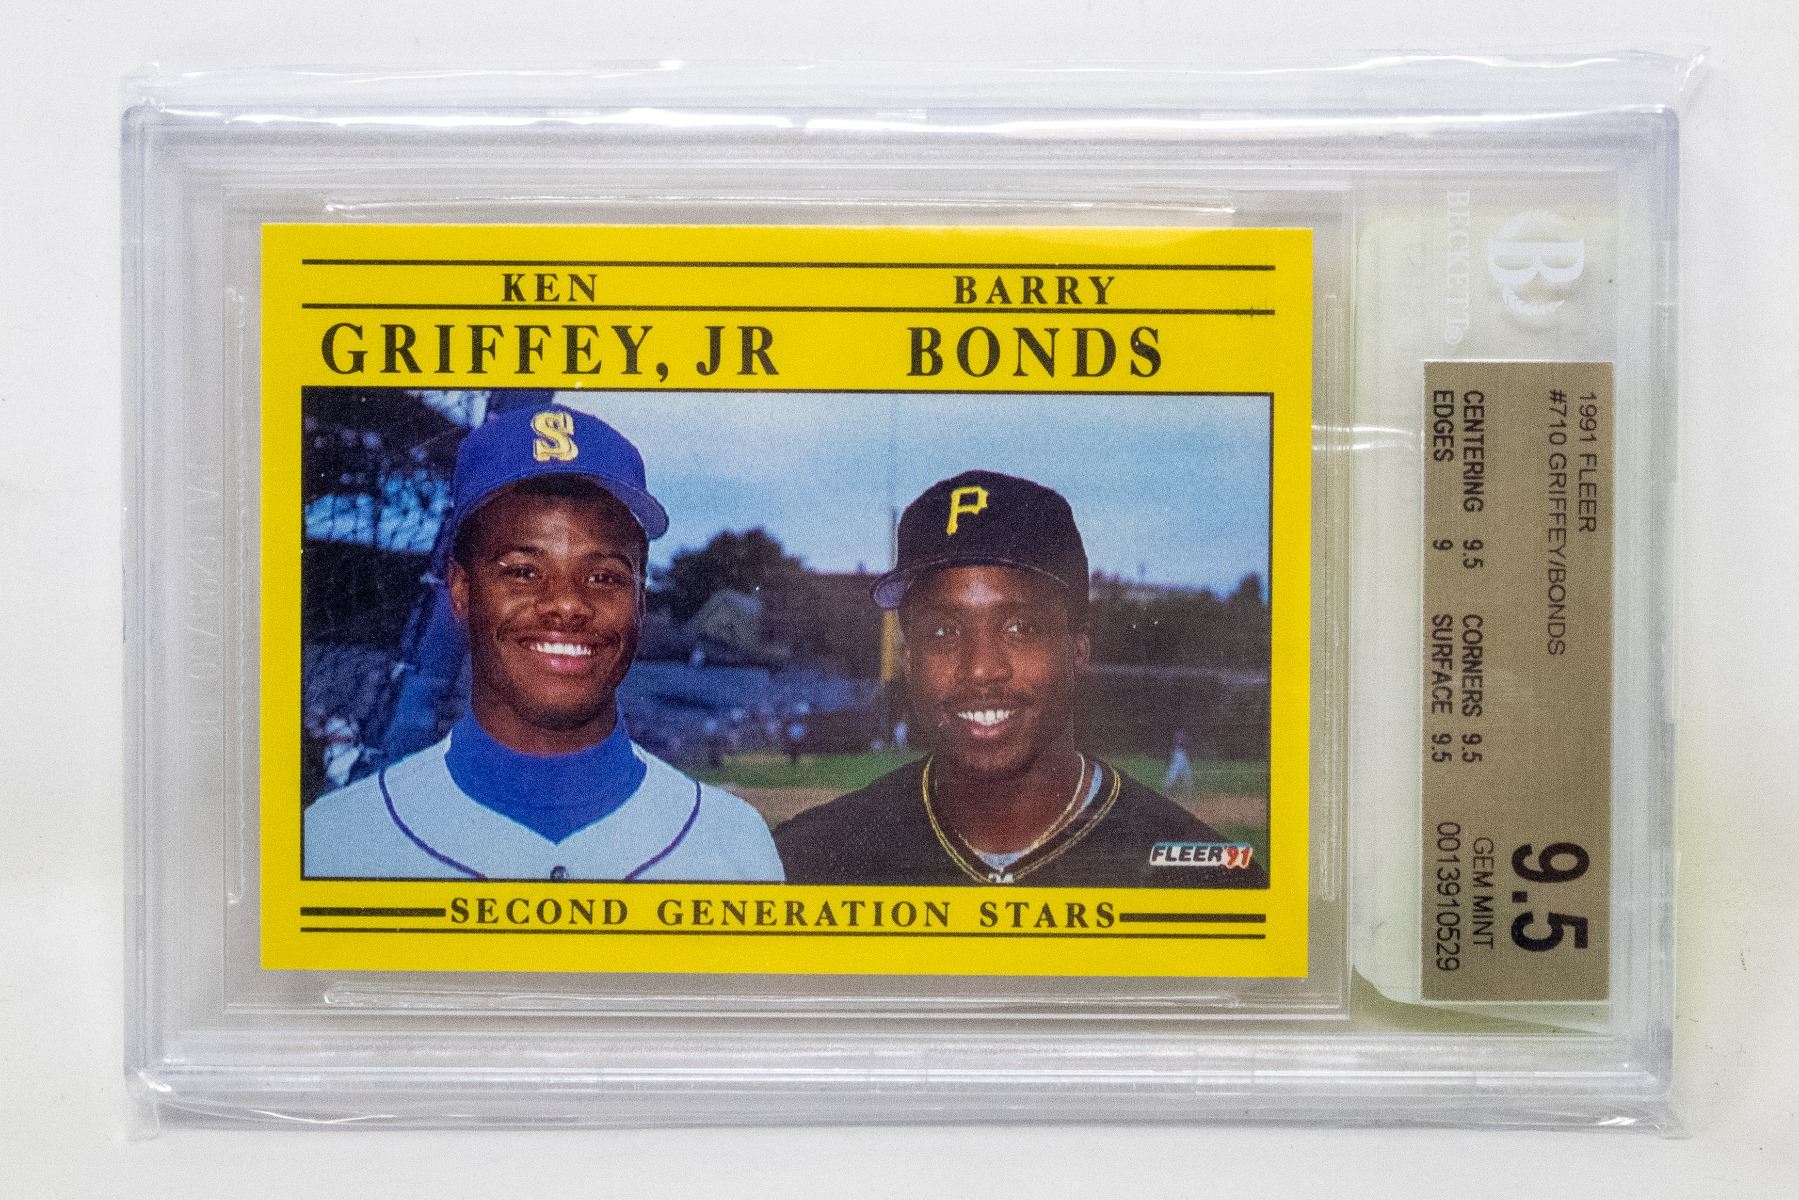 KEN BARRY
GRIFFEY, JR BONDS
S
P
FLEER'91
SECOND GENERATION STARS
B
BECKETT®
1991 FLEER
#710 GRIFFEY/BONDS
CENTERING 9.5 CORNERS 9.5
EDGES 9 SURFACE 9.5
9.5
GEM MINT
0013910529